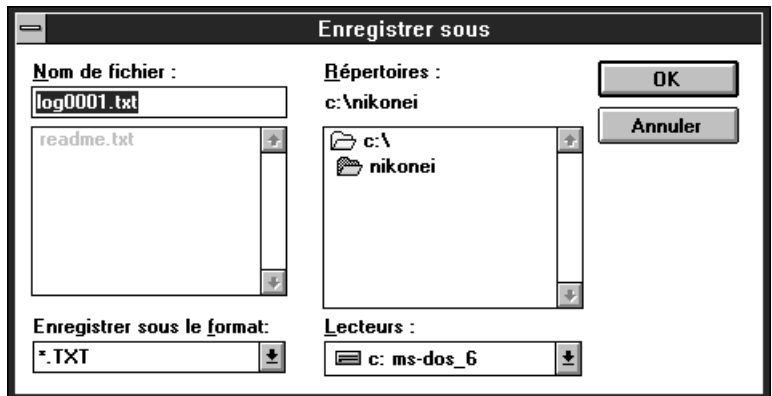 Enregistrer sous
Nom de fichier :
log0001.txt
readme.txt
Enregistrer sous le format:
*.TXT
Répertoires :
c:\nikonei
c:\
nikonei
Lecteurs :
c: ms-dos_6
OK
Annuler